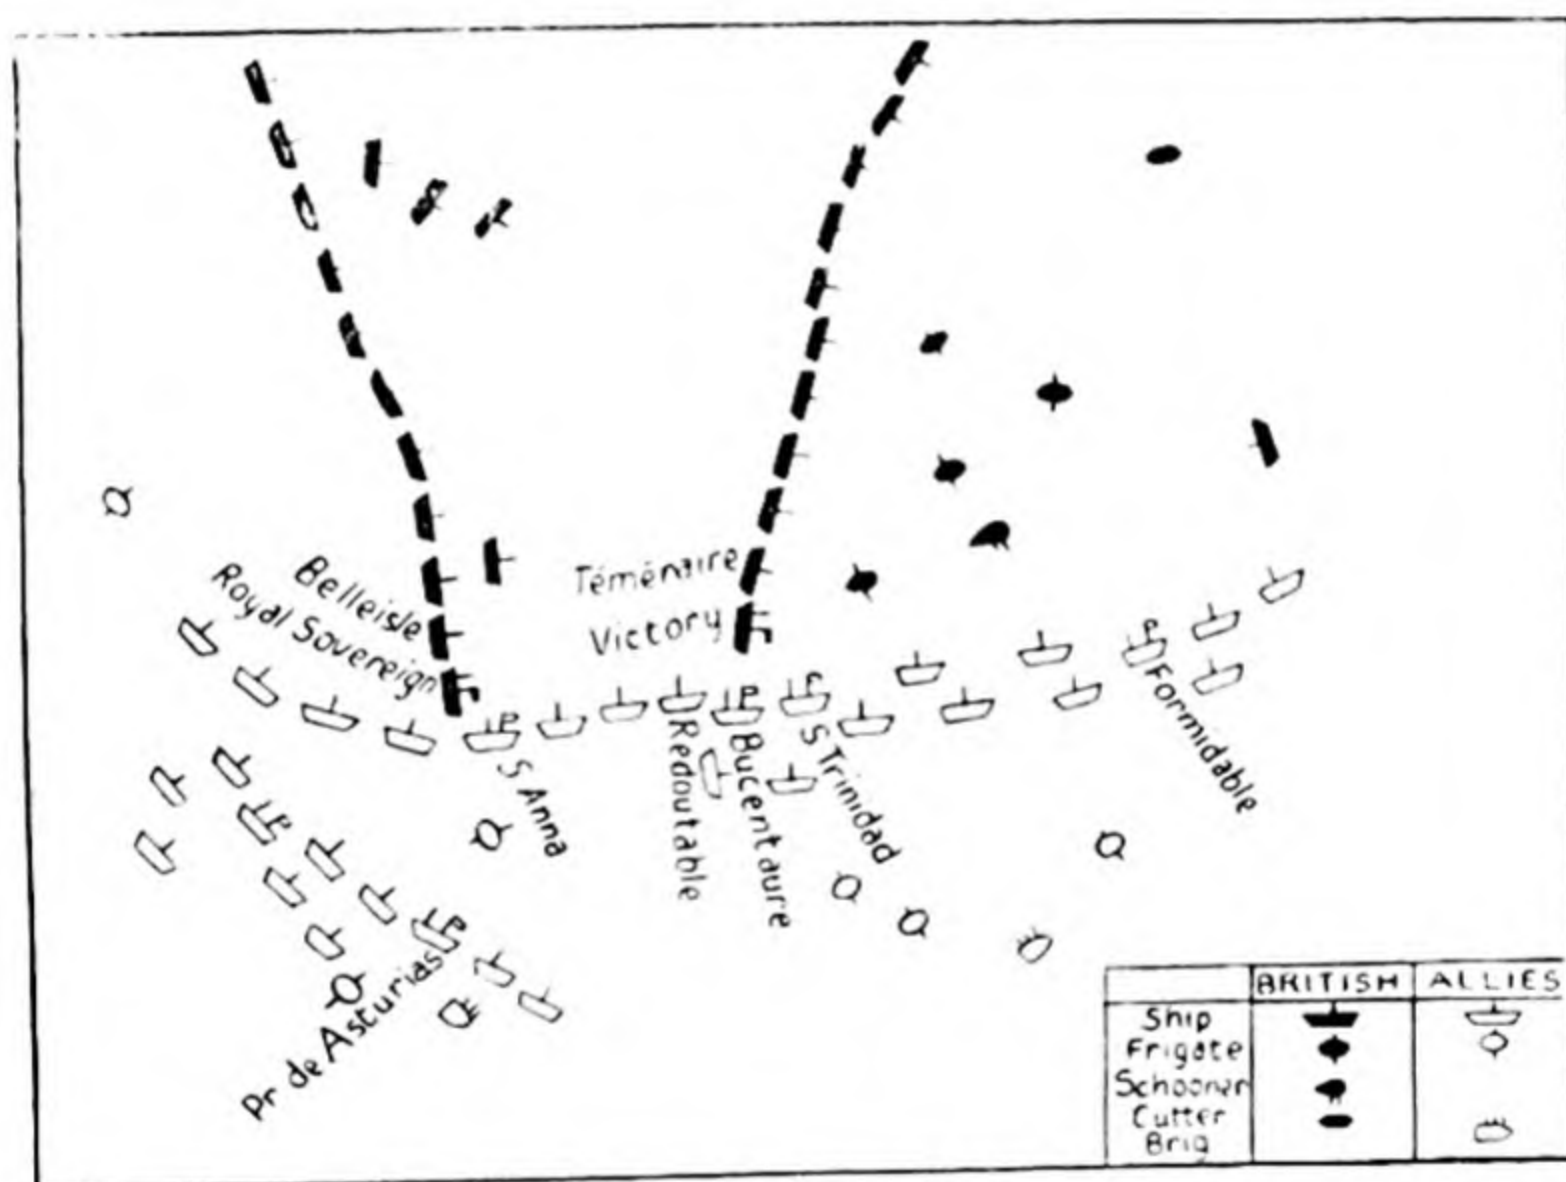 Belleisle
Royal Sovereign
Téménaire
Victory
S Anna
Redoutable
Bucentaure
S Trinidad
Formidable
Pr de Asturias
BRITISH ALLIES
Ship
Frigate
Schooner
Cutter
Brig